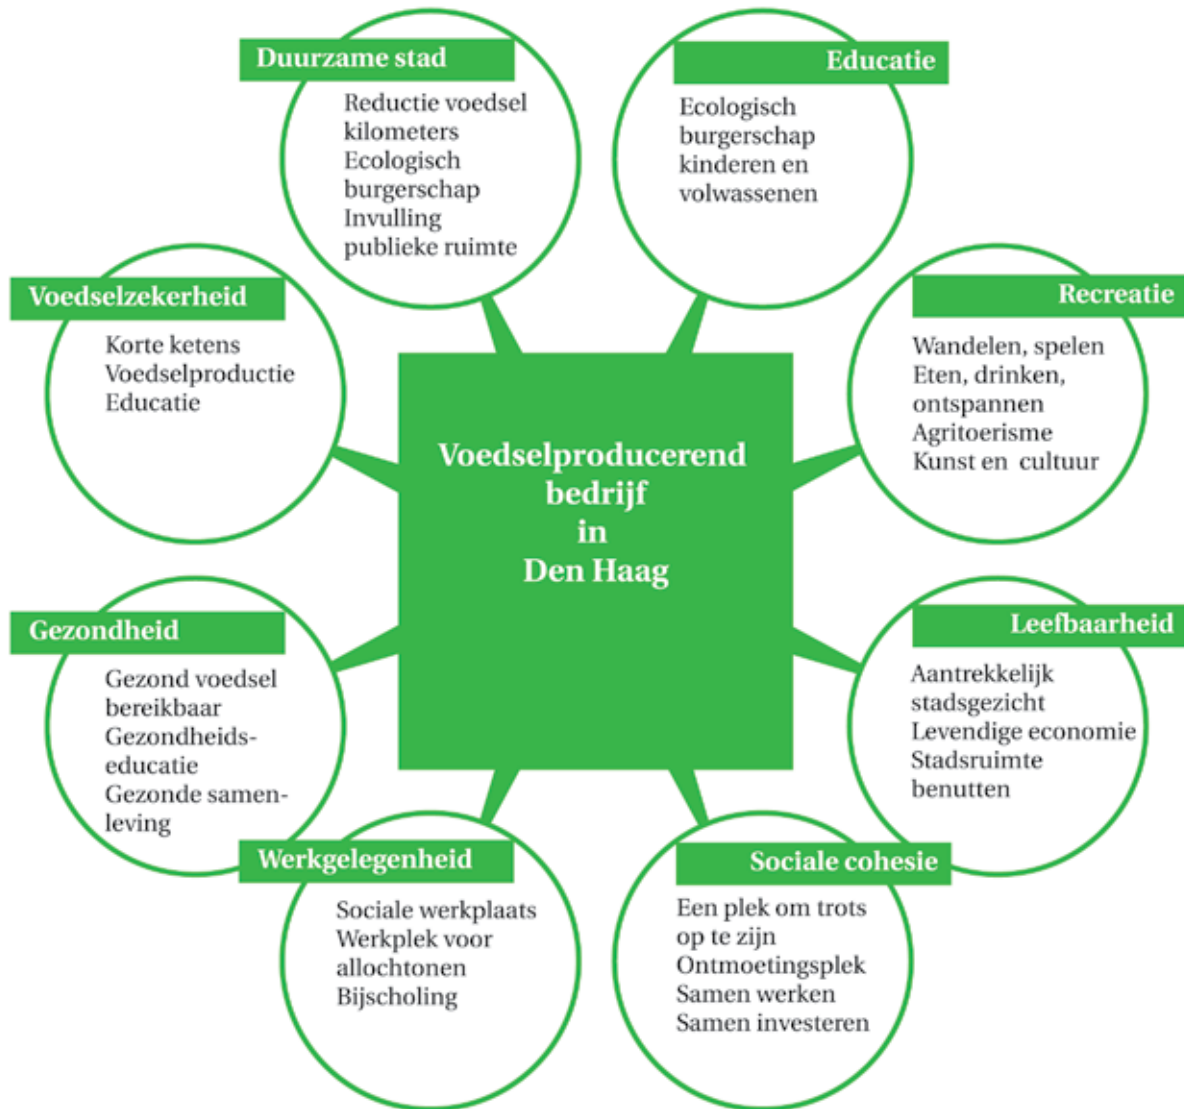 Duurzame stad
Reductie voedsel
kilometers
Ecologisch
burgerschap
Invulling
publieke ruimte
Educatie
Ecologisch
burgerschap
kinderen en
volwassenen
Voedselzekerheid
Korte ketens
Voedselproductie
Educatie
Recreatie
Wandelen, spelen
Eten, drinken,
ontspannen
Agritoerisme
Kunst en cultuur
Voedselproducerend
bedrijf
in
Den Haag
Gezondheid
Gezond voedsel
bereikbaar
Gezondheids-
educatie
Gezonde samen-
leving
Leefbaarheid
Aantrekkelijk
stadsgezicht
Levendige economie
Stadsruimte
benutten
Werkgelegenheid
Sociale werkplaats
Werkplek voor
allochtonen
Bijscholing
Sociale cohesie
Een plek om trots
op te zijn
Ontmoetingsplek
Samen werken
Samen investeren